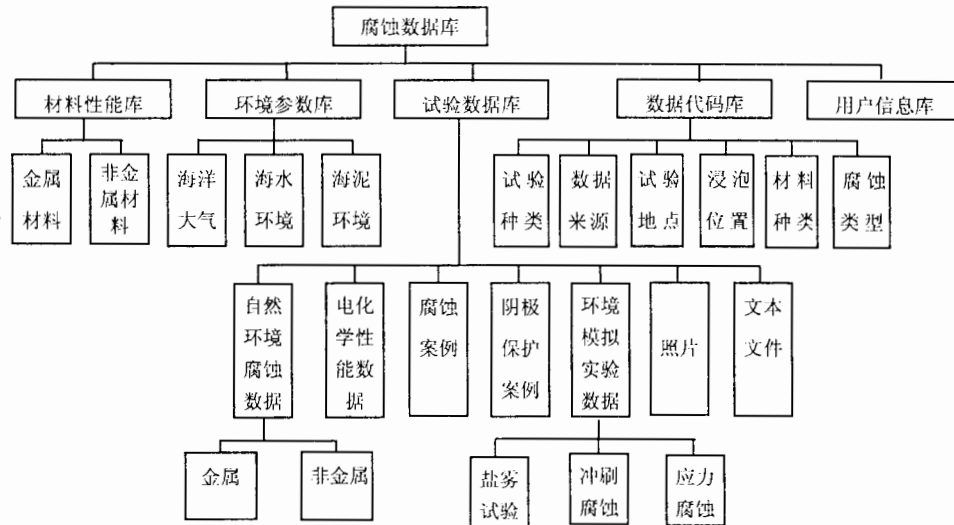 腐蚀数据库
材料性能库
环境参数库
试验数据库
数据代码库
用户信息库
金属
材料
非金
属材
料
海洋
大气
海水
环境
海泥
环境
试验
种类
数据
来源
试验
地点
浸泡
位置
材料
种类
腐蚀
类型
自然
环境
腐蚀
数据
电化
学性
能数
据
腐蚀
案例
阴极
保护
案例
环境
模拟
实验
数据
照片
文本
文件
金属
非金属
盐雾
试验
冲刷
腐蚀
应力
腐蚀